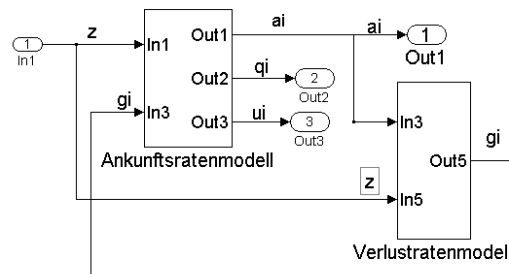 z
ai
ai
1
In1
In1
Out1
1
Out1
gi
qi
Out2
2
Out2
In3
ui
Out3
3
Out3
In3
gi
Ankunftsratenmodell
Out5
z
In5
Verlustratenmodel